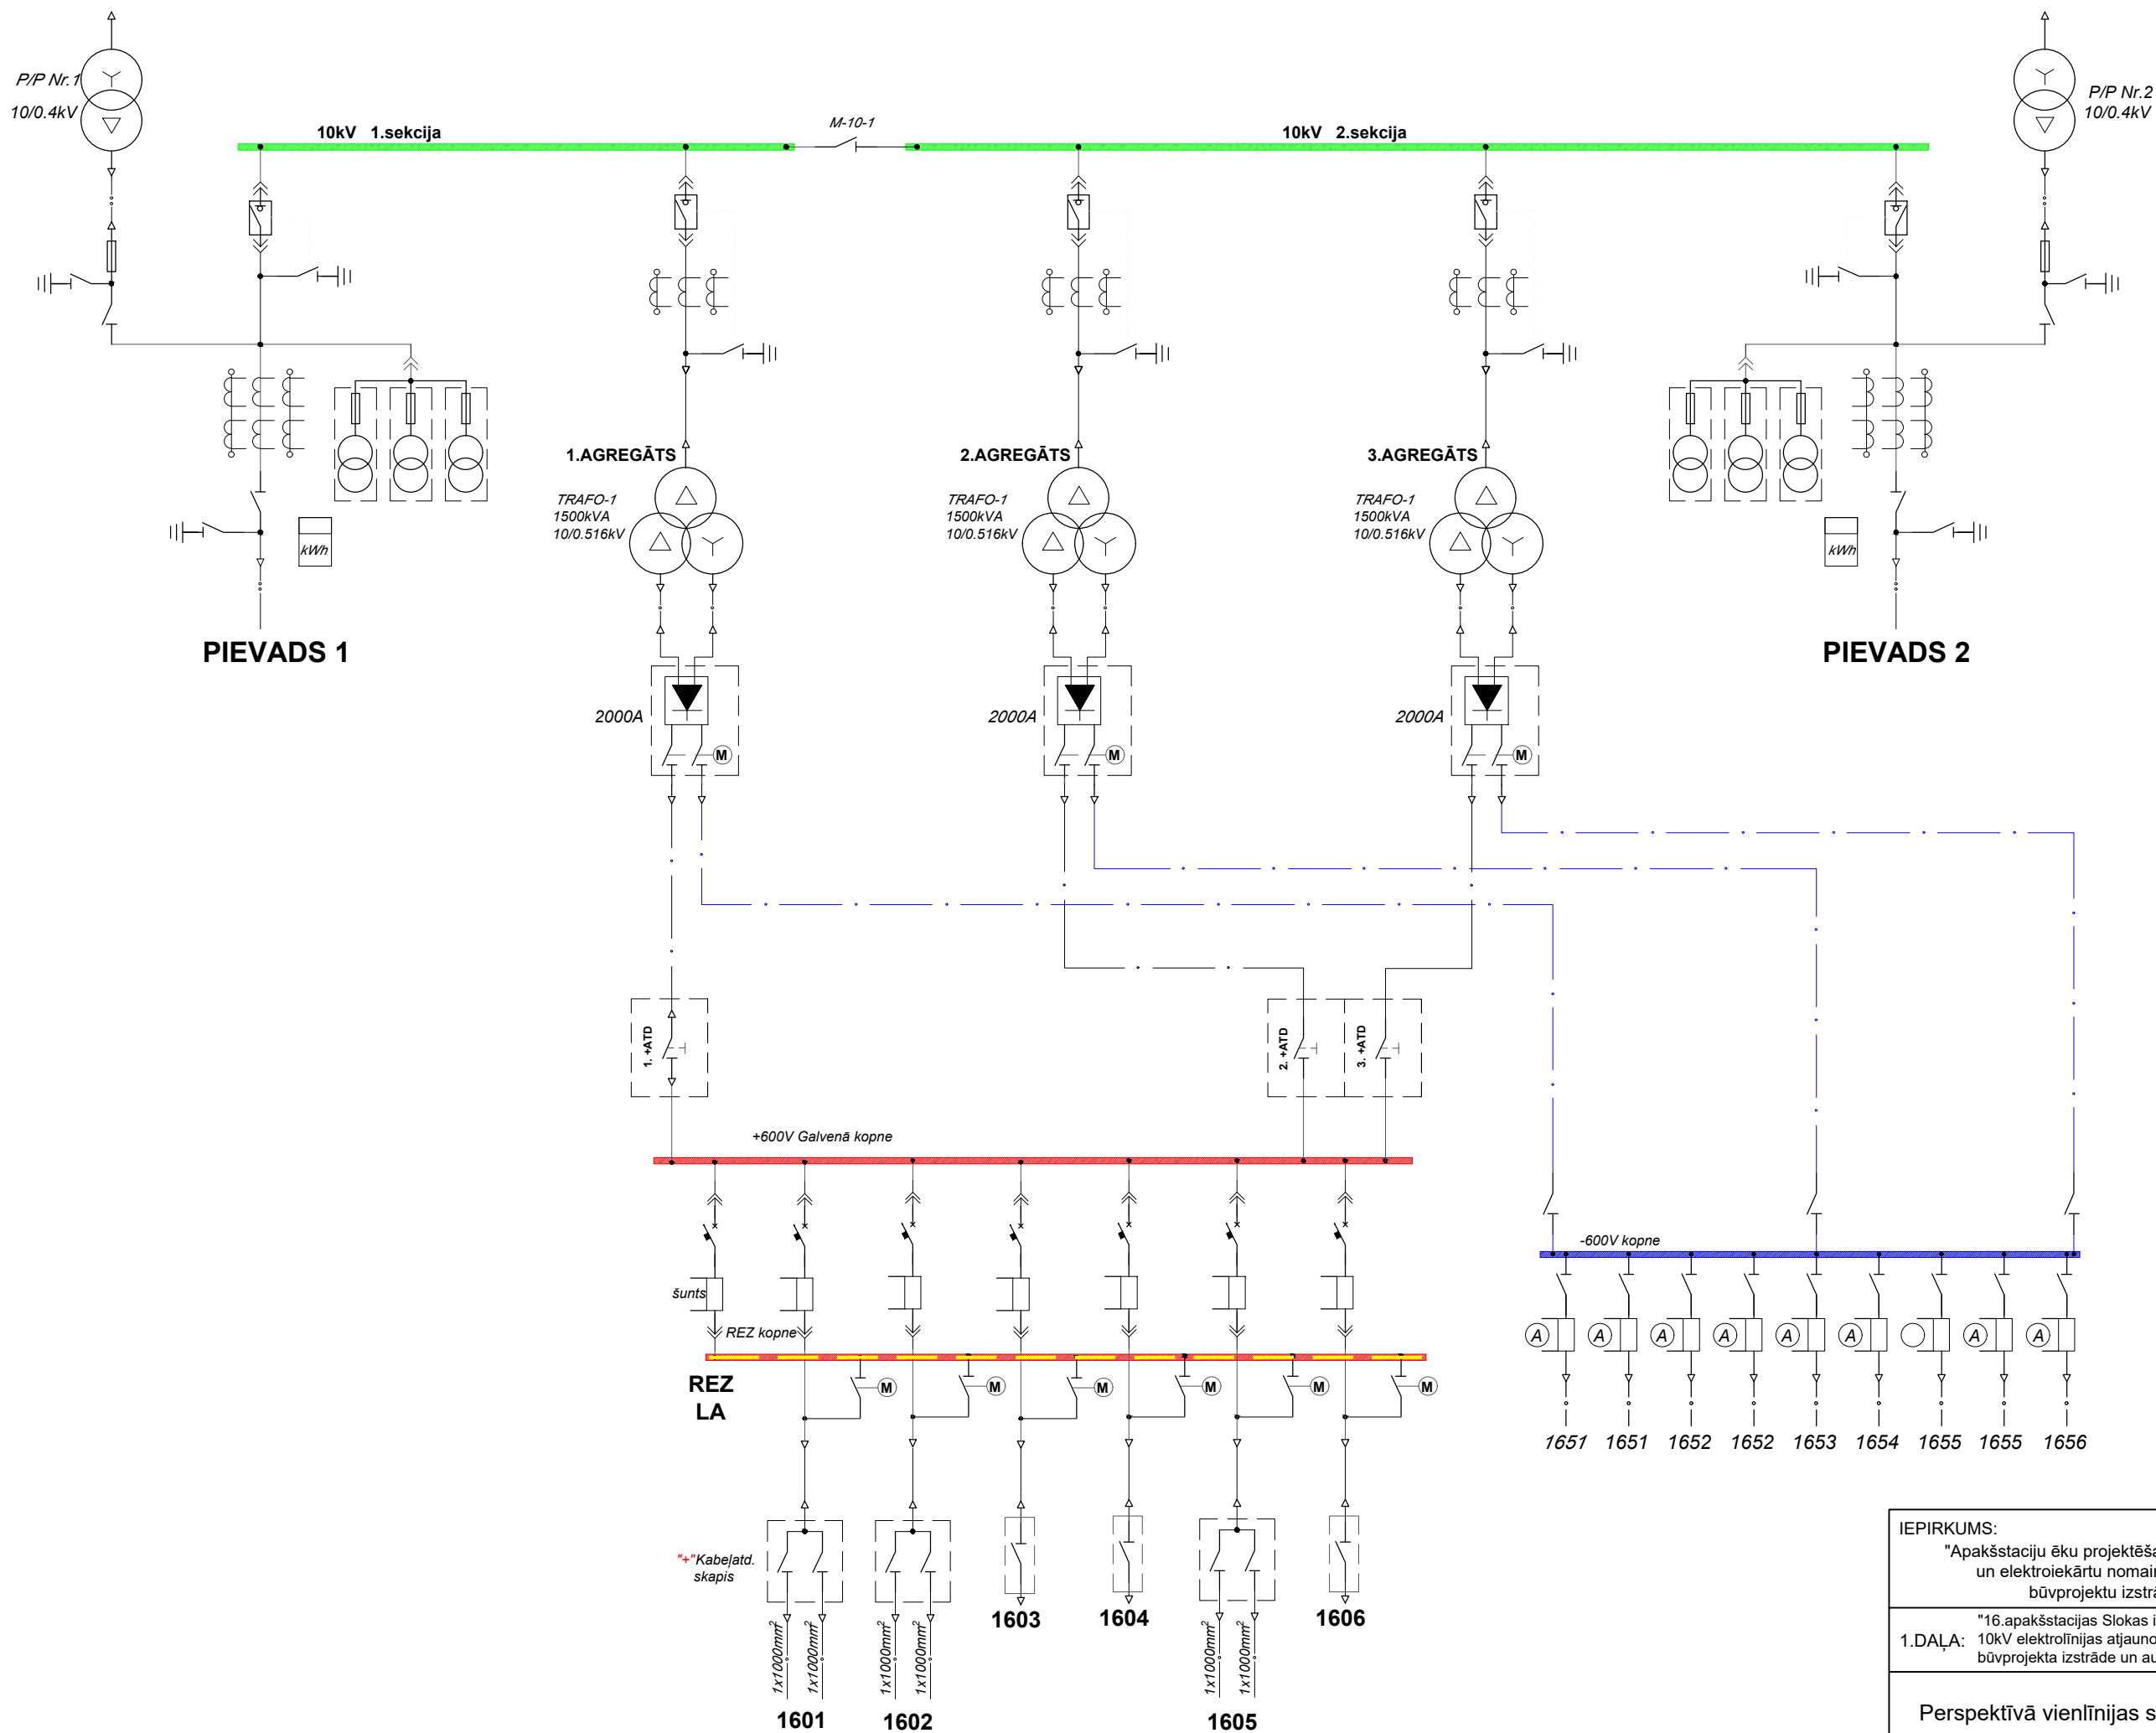 P/P Nr.1
10/0.4kV
P/P Nr.2
10/0.4kV
10kV 1.sekcija
M-10-1
10kV 2.sekcija
kWh
PIEVADS 1
kWh
PIEVADS 2
1.AGREGĀTS
TRAFO-1
1500kVA
10/0.516kV
2.AGREGĀTS
TRAFO-1
1500kVA
10/0.516kV
3.AGREGĀTS
TRAFO-1
1500kVA
10/0.516kV
2000A
M
2000A
M
2000A
M
1. +ATD
2. +ATD
3. +ATD
+600V Galvenā kopne
šunts
REZ kopne
REZ
LA
M
M
M
M
M
M
-600V kopne
A
A
A
A
A
A
A
A
1651
1651
1652
1652
1653
1654
1655
1655
1656
"+"Kabeļatd.
skapis
1603
1604
1606
1x1000mm²
1x1000mm²
1x1000mm²
1x1000mm²
1x1000mm²
1x1000mm²
1601
1602
1605
IEPIRKUMS:
"Apakšstaciju ēku projektēša
un elektroiekārtu nomain
būvprojektu izstrā
1.DAĻA:
"16.apakšstacijas Slokas i
10kV elektrolīnijas atjauno
būvprojekta izstrāde un au
Perspektīvā vienlīnijas s